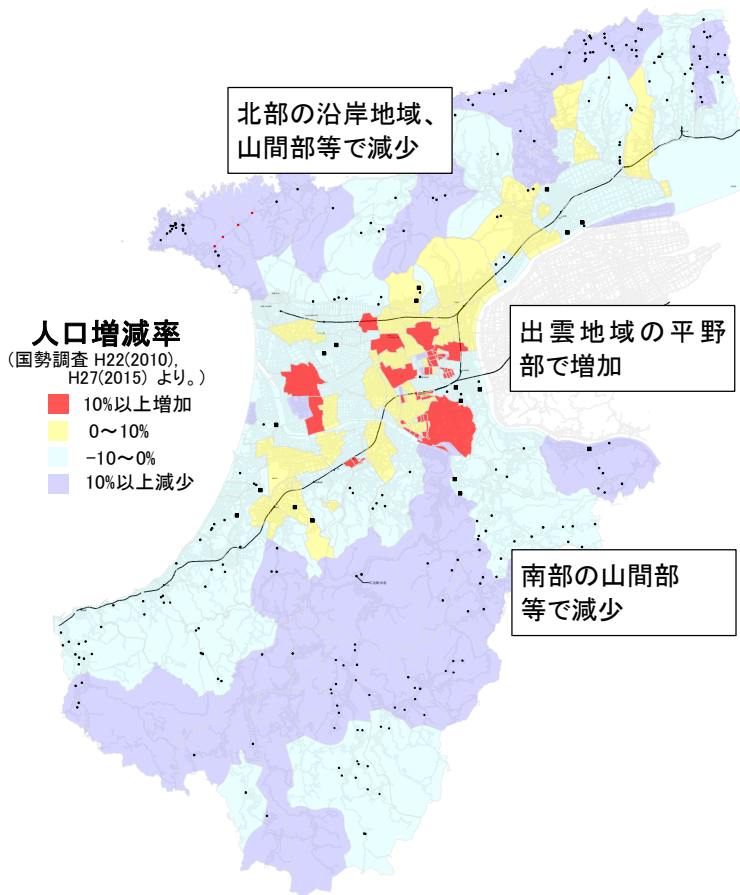 北部の沿岸地域、
山間部等で減少
人口増減率
(国勢調査 H22(2010),
H27(2015) より。)
10%以上増加
0~10%
-10~0%
10%以上減少
出雲地域の平野
部で増加
南部の山間部
等で減少